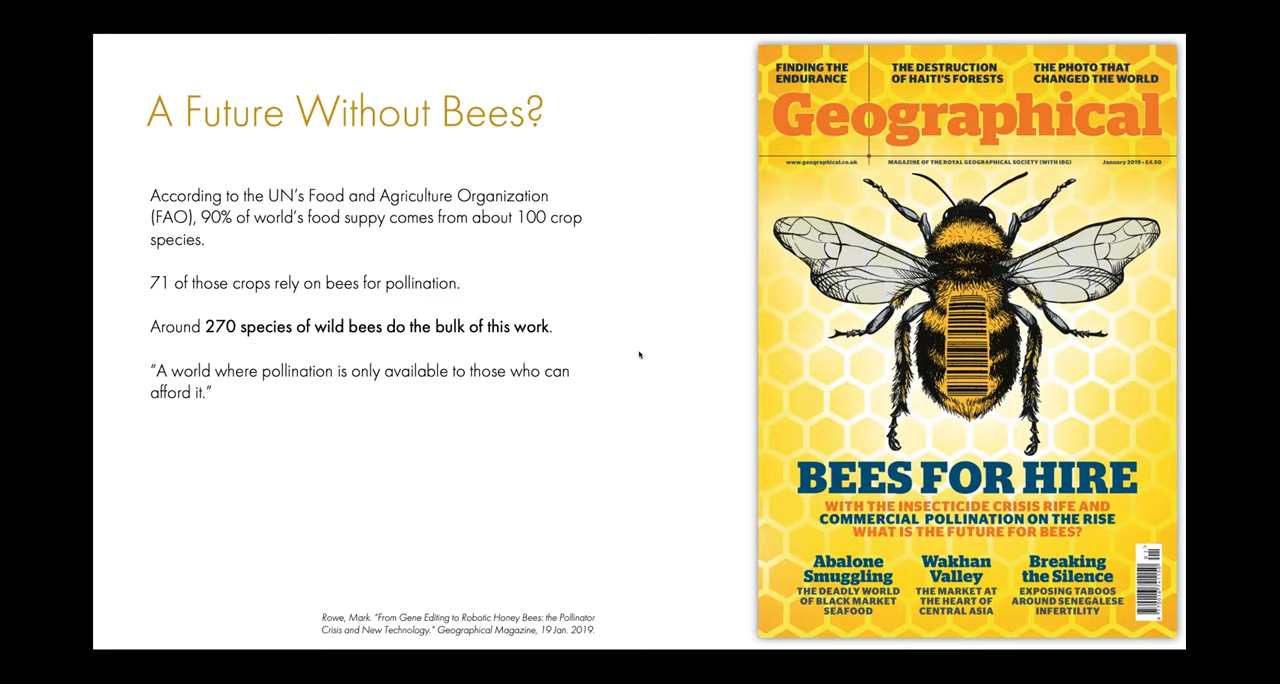 A Future Without Bees?
According to the UN's Food and Agriculture Organization
(FAO), 90% of world's food suppy comes from about 100 crop
species.
71 of those crops rely on bees for pollination.
Around 270 species of wild bees do the bulk of this work.
"A world where pollination is only available to those who can
afford it."
Rowe, Mark. "From Gene Editing to Robotic Honey Bees: the Pollinator
Crisis and New Technology." Geographical Magazine, 19 Jan. 2019.
FINDING THE
ENDURANCE
THE DESTRUCTION
OF HAITI'S FORESTS
THE PHOTO THAT
CHANGED THE WORLD
Geographical
www.geographical.co.uk
MAGAZINE OF THE ROYAL GEOGRAPHICAL SOCIETY (WITH IBG)
January 2019 • £4.50
BEES FOR HIRE
WITH THE INSECTICIDE CRISIS RIFE AND
COMMERCIAL POLLINATION ON THE RISE
WHAT IS THE FUTURE FOR BEES?
Abalone
Smuggling
THE DEADLY WORLD
OF BLACK MARKET
SEAFOOD
Wakhan
Valley
THE MARKET AT
THE HEART OF
CENTRAL ASIA
Breaking
the Silence
EXPOSING TABOOS
AROUND SENEGALESE
INFERTILITY